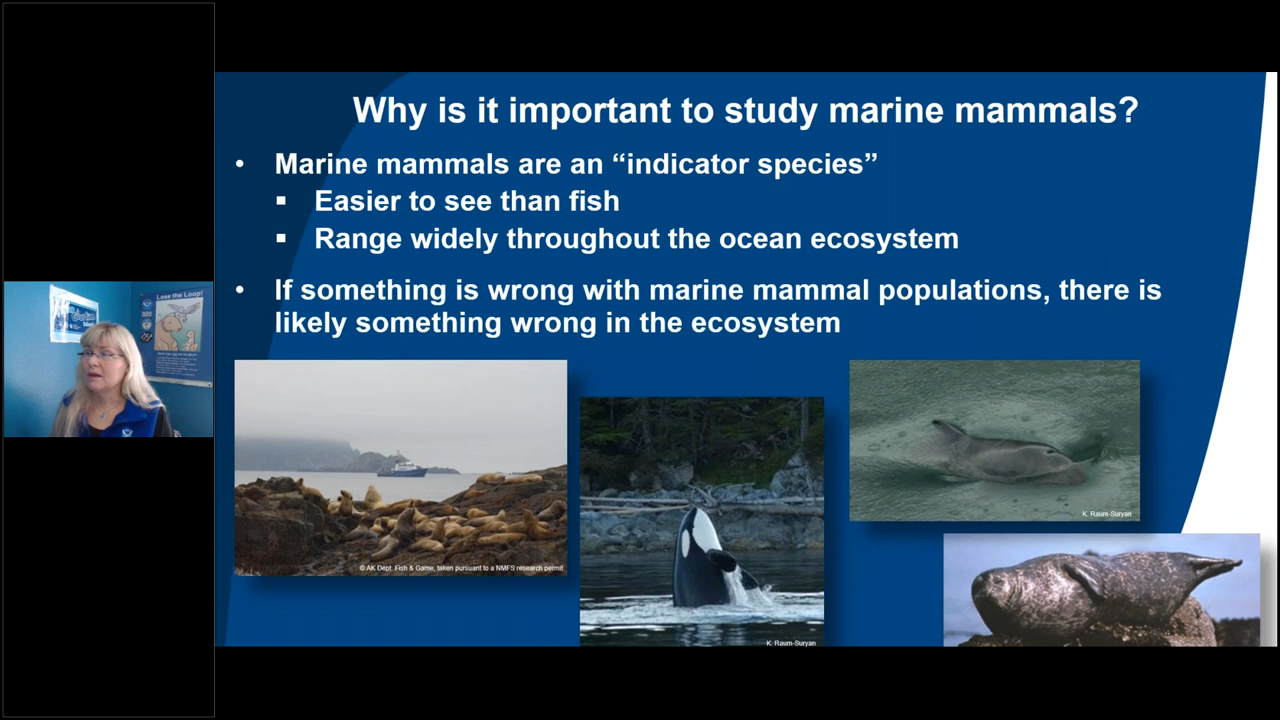 Why is it important to study marine mammals?
• Marine mammals are an “indicator species”
▪ Easier to see than fish
▪ Range widely throughout the ocean ecosystem
• If something is wrong with marine mammal populations, there is
likely something wrong in the ecosystem
Lose the Loop!
© AK Dept. Fish & Game, taken pursuant to a NMFS research permit
K. Raum-Suryan
K. Raum-Suryan